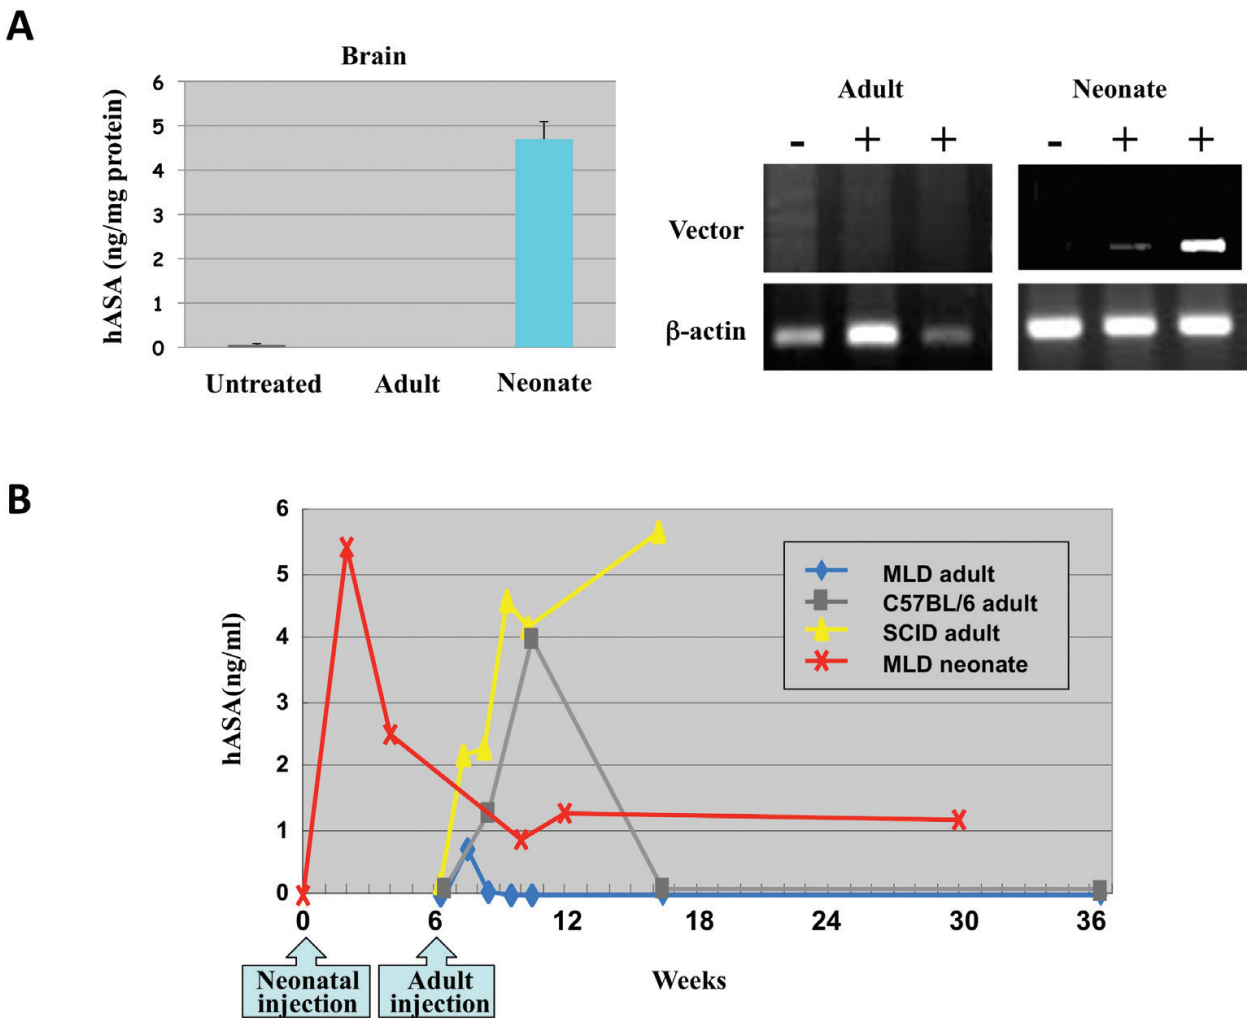 A
Brain
hASA (ng/mg protein)
6
5
4
3
2
1
0
Untreated Adult Neonate
Adult Neonate
- + + - + +
Vector
β-actin
B
hASA(ng/ml)
6
5
4
3
2
1
0
MLD adult
C57BL/6 adult
SCID adult
MLD neonate
0 6 12 18 24 30 36
Weeks
Neonatal
injection
Adult
injection